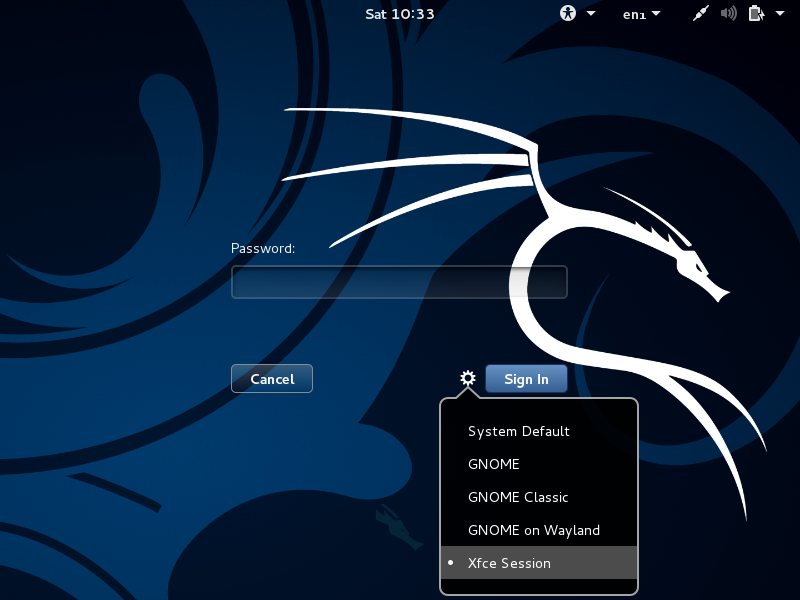 Sat 10:33
en₁
Password:
Cancel
Sign In
System Default
GNOME
GNOME Classic
GNOME on Wayland
Xfce Session